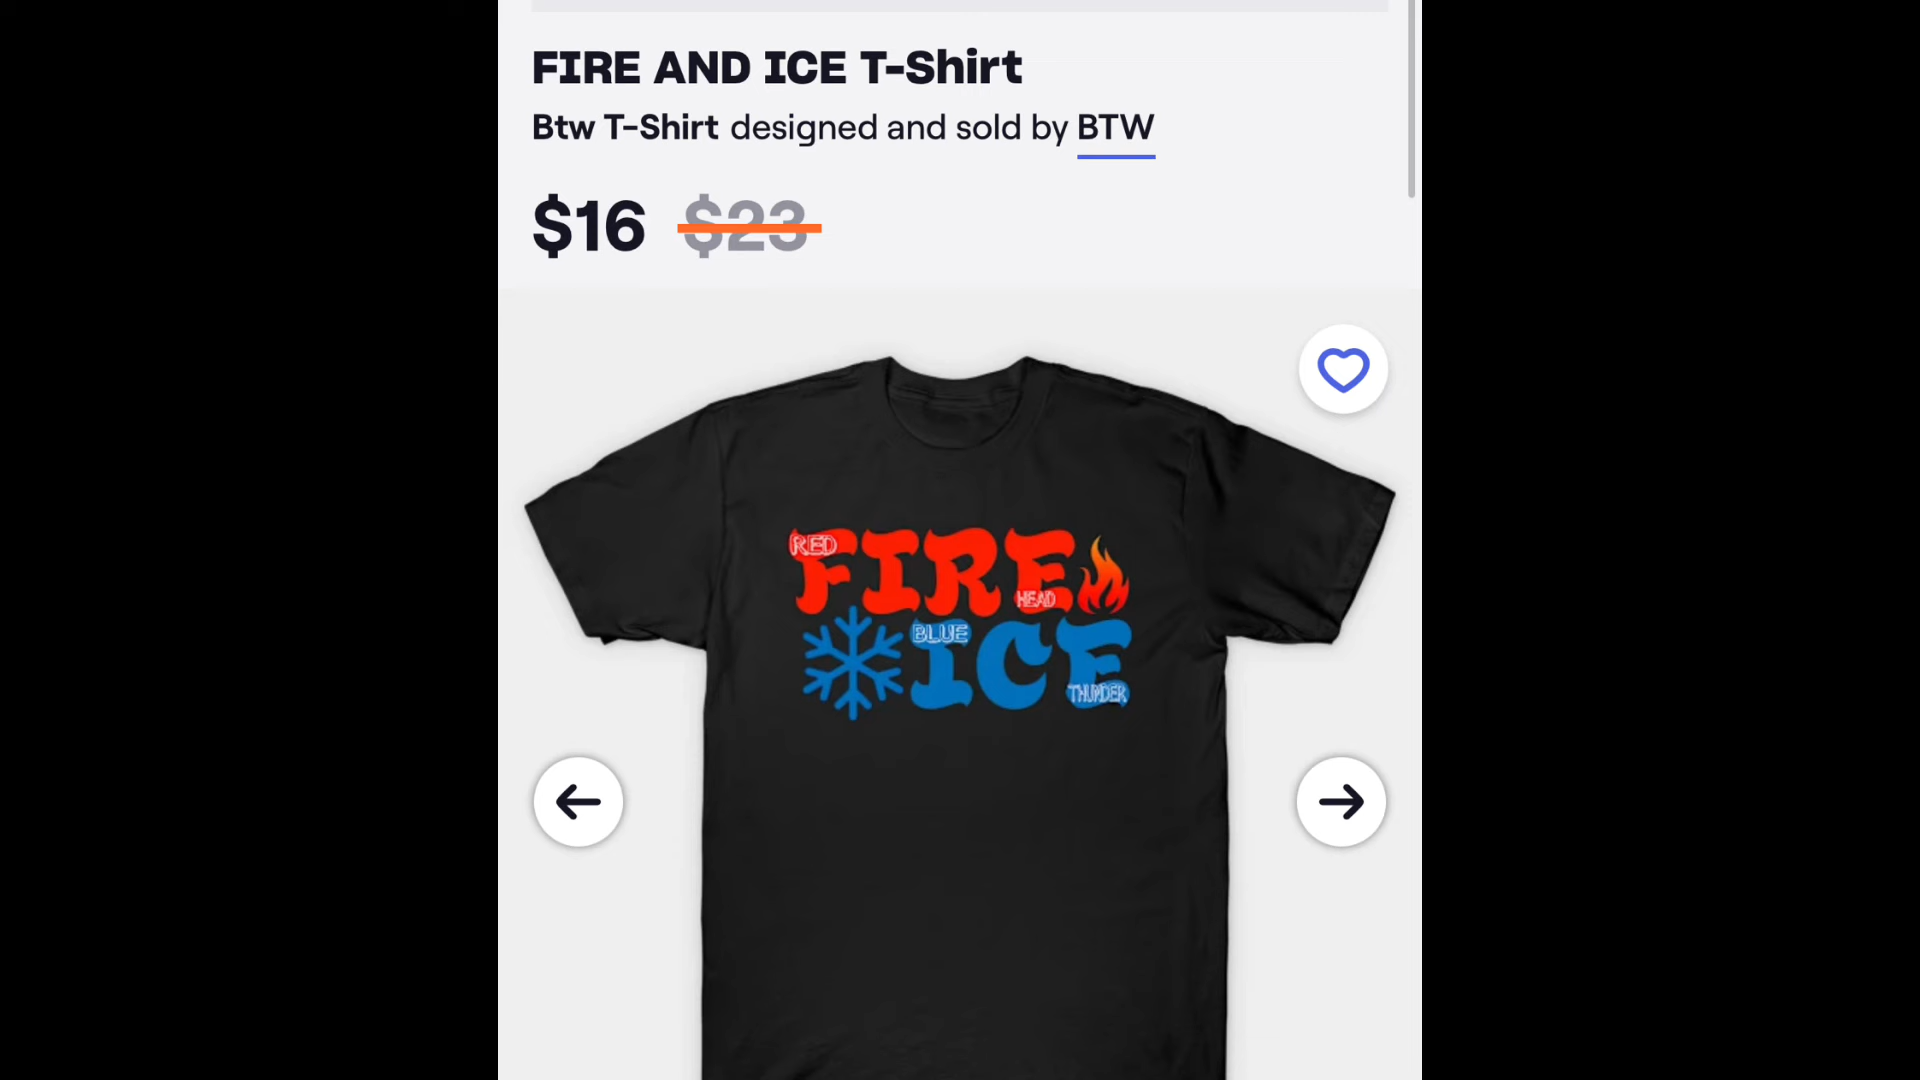 FIRE AND ICE T-Shirt
Btw T-Shirt designed and sold by BTW
$16 $23
RED
FIRE
HEAD
BLUE
ICE
THUNDER